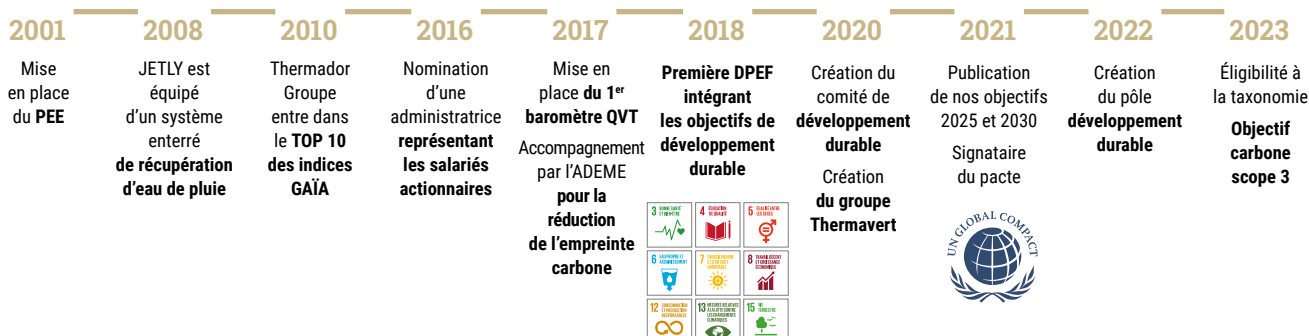 2001
Mise
en place
du PEE
2008
JETLY est
équipé
d'un système
enterré
de récupération
d'eau de pluie
2010
Thermador
Groupe
entre dans
le TOP 10
des indices
GAÏA
2016
Nomination
d'une
administratrice
représentant
les salariés
actionnaires
2017
Mise en
place du 1er
baromètre QVT
Accompagnement
par l'ADEME
pour la
réduction
de l'empreinte
carbone
2018
Première DPEF
intégrant
les objectifs de
développement
durable
3 BONNE SANTÉ
ET BIEN-ÊTRE
4 ÉDUCATION
DE QUALITÉ
5 ÉGALITÉ ENTRE
LES SEXES
6 EAU PROPRE ET
ASSAINISSEMENT
7 ÉNERGIE PROPRE
ET D'UN COÛT
ABORDABLE
8 TRAVAIL DÉCENT
ET CROISSANCE
ÉCONOMIQUE
12 CONSOMMATION
ET PRODUCTION
RESPONSABLES
13 MESURES RELATIVES
À LA LUTTE CONTRE
LES CHANGEMENTS
CLIMATIQUES
15 VIE
TERRESTRE
2020
Création du
comité de
développement
durable
Création
du groupe
Thermavert
2021
Publication
de nos objectifs
2025 et 2030
Signataire
du pacte
UN GLOBAL COMPACT
2022
Création
du pôle
développement
durable
2023
Éligibilité à
la taxonomie
Objectif
carbone
scope 3